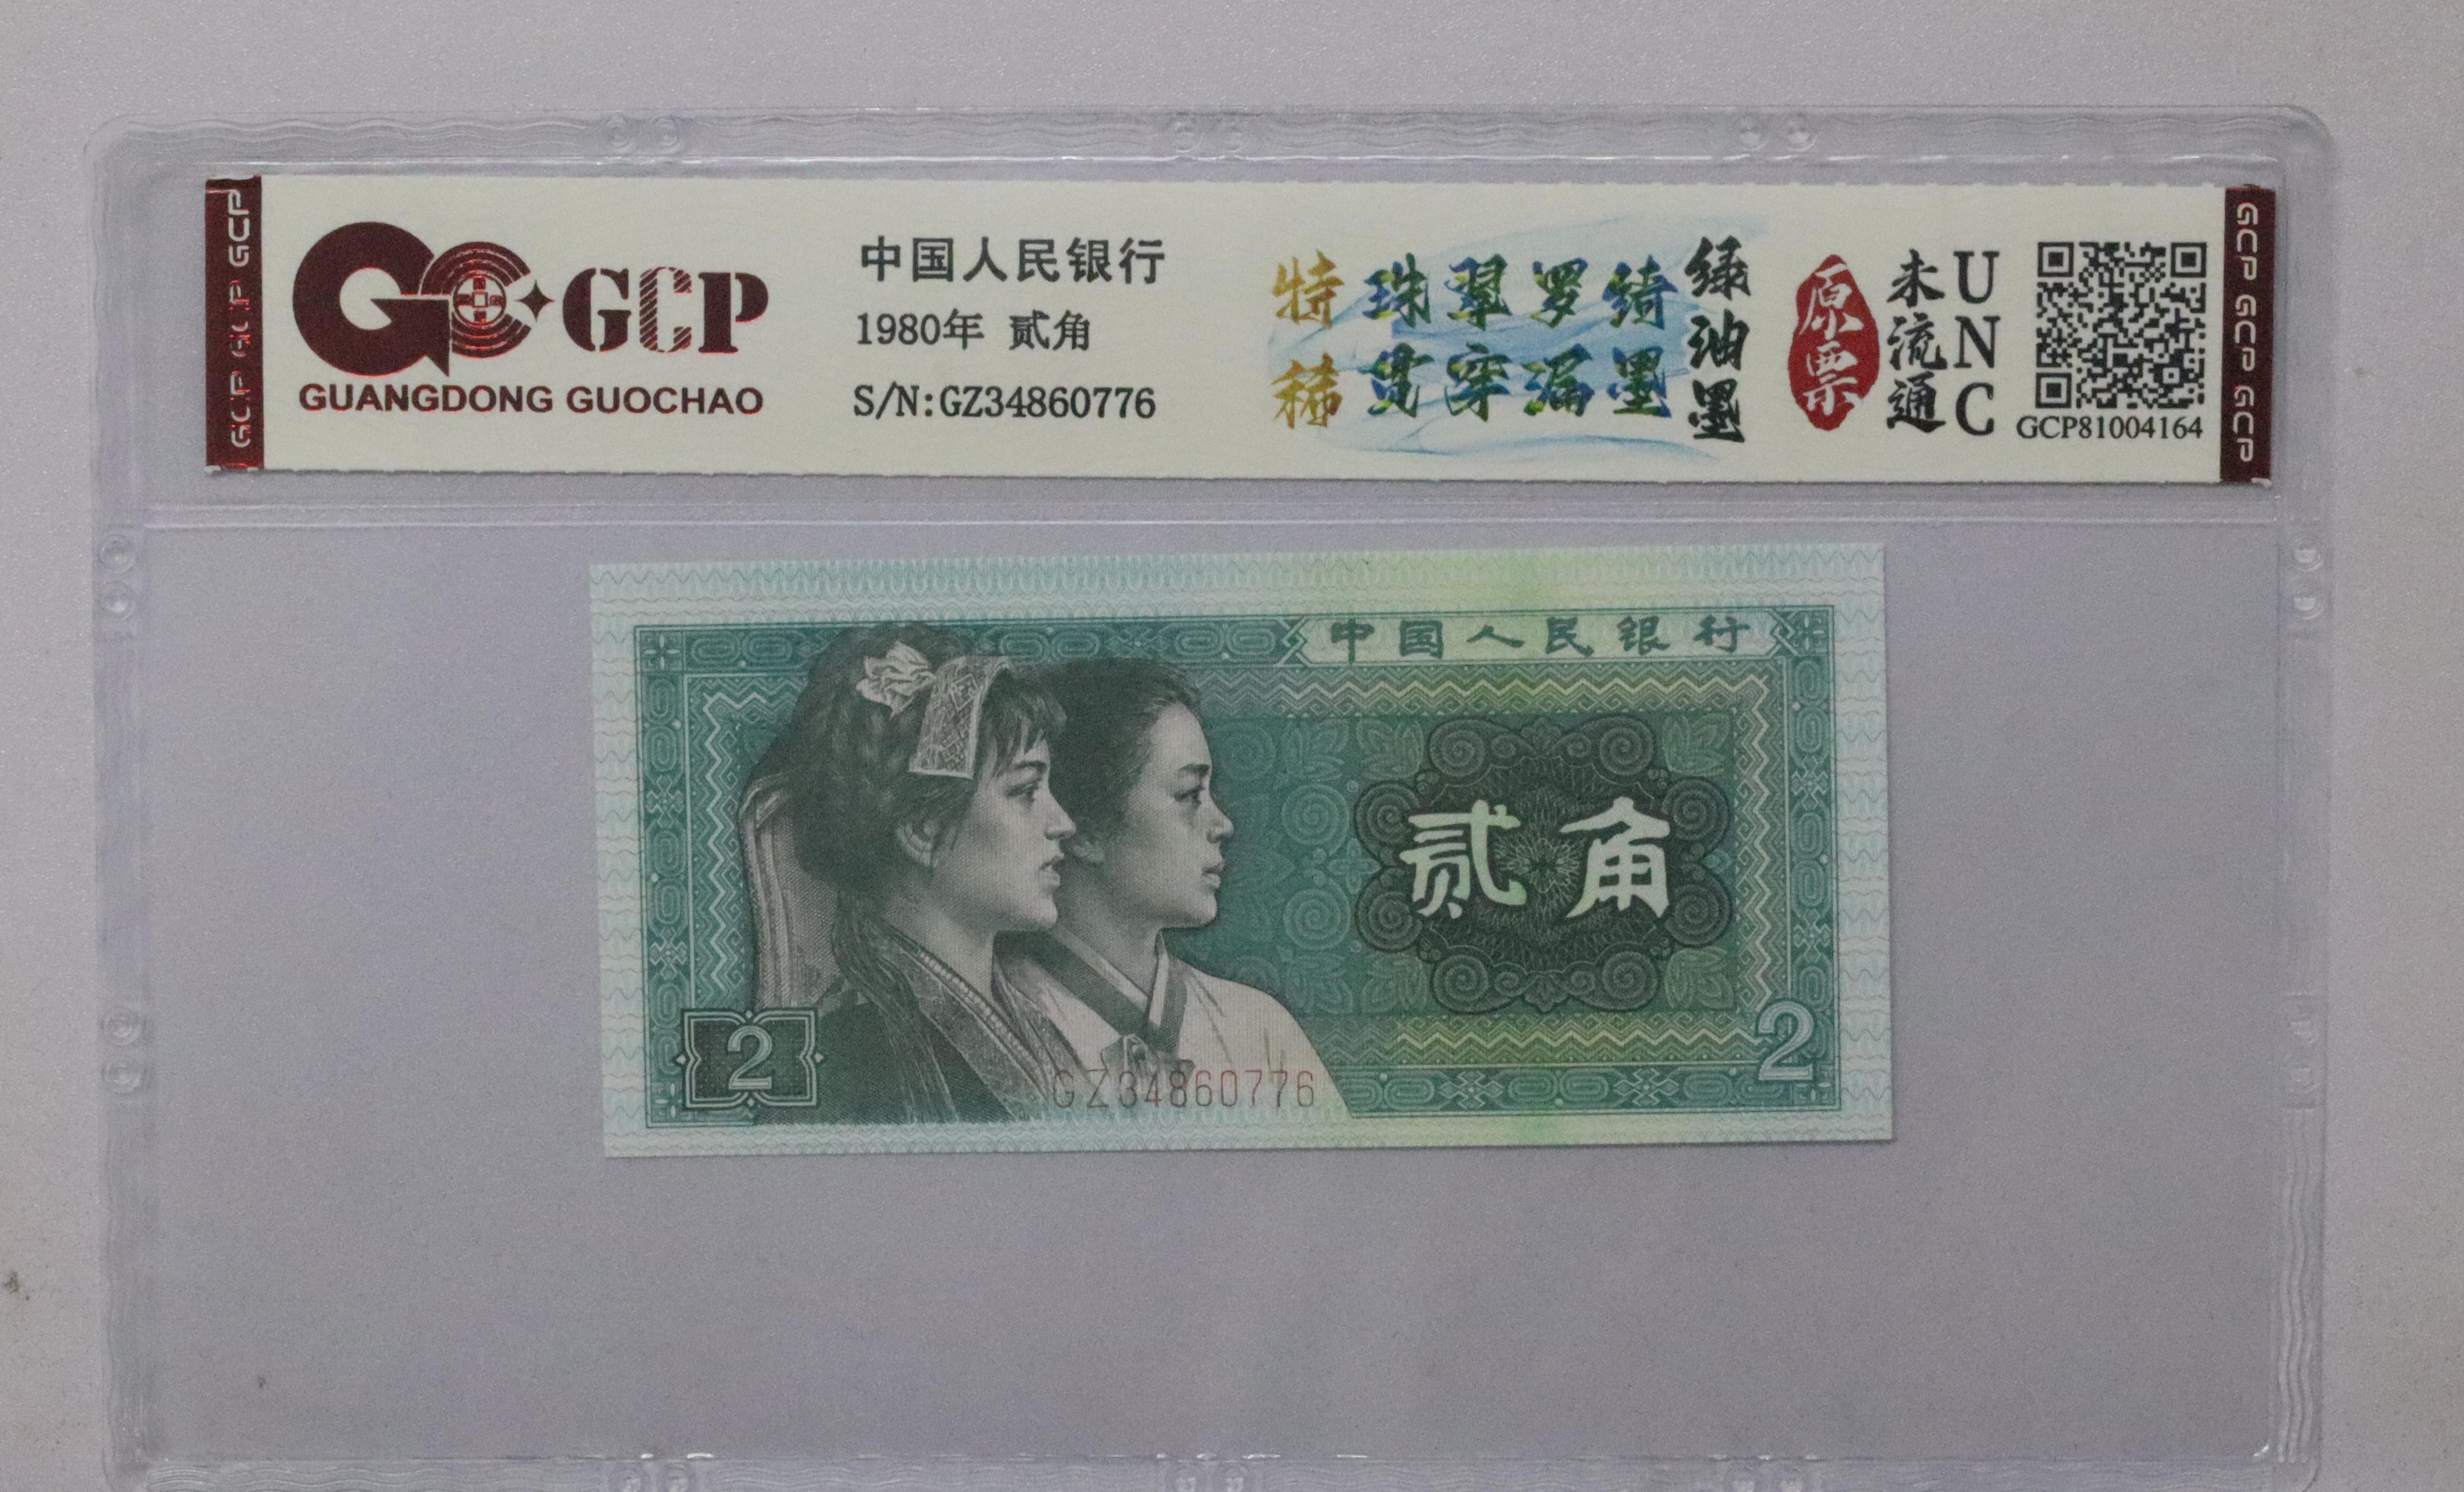 GCP GCP GCP
GCP
GUANGDONG GUOCHAO
中国人民银行
1980年 贰角
S/N:GZ34860776
特稀
珠翠罗绮
贯穿漏墨
绿油墨
原票
未流通
UNC
GCP81004164
GCP GCP GCP
中国人民银行
贰角
2
2
GZ34860776